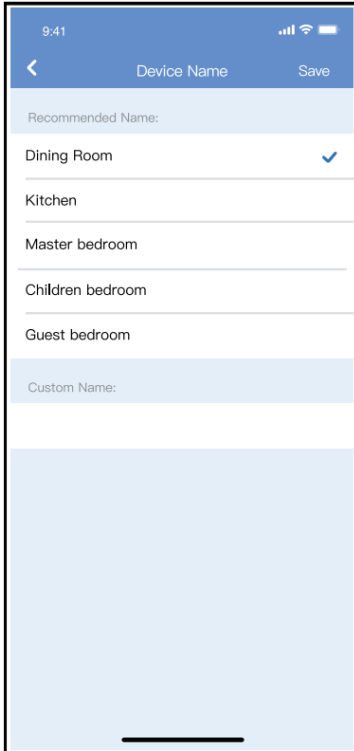 9:41
Device Name Save
Recommended Name:
Dining Room
Kitchen
Master bedroom
Children bedroom
Guest bedroom
Custom Name: